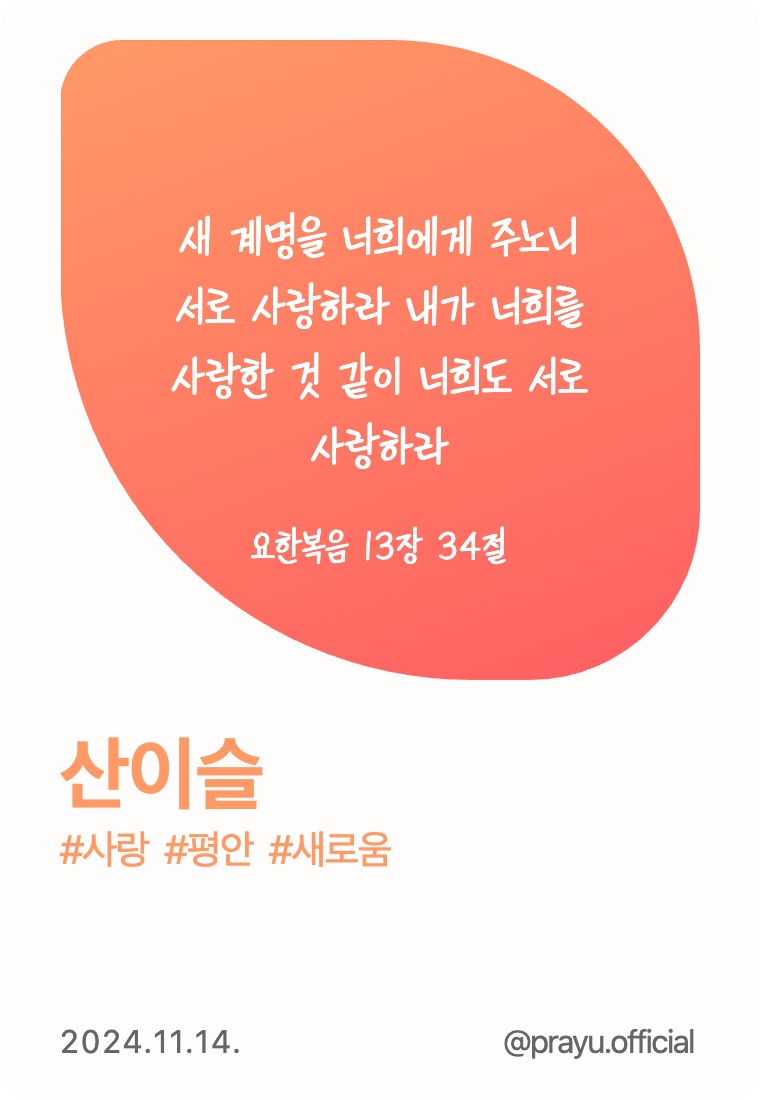 새 계명을 너희에게 주노니
서로 사랑하라 내가 너희를
사랑한 것 같이 너희도 서로
사랑하라
요한복음 13장 34절
산이슬
#사랑 #평안 #새로움
2024.11.14.
@prayu.official